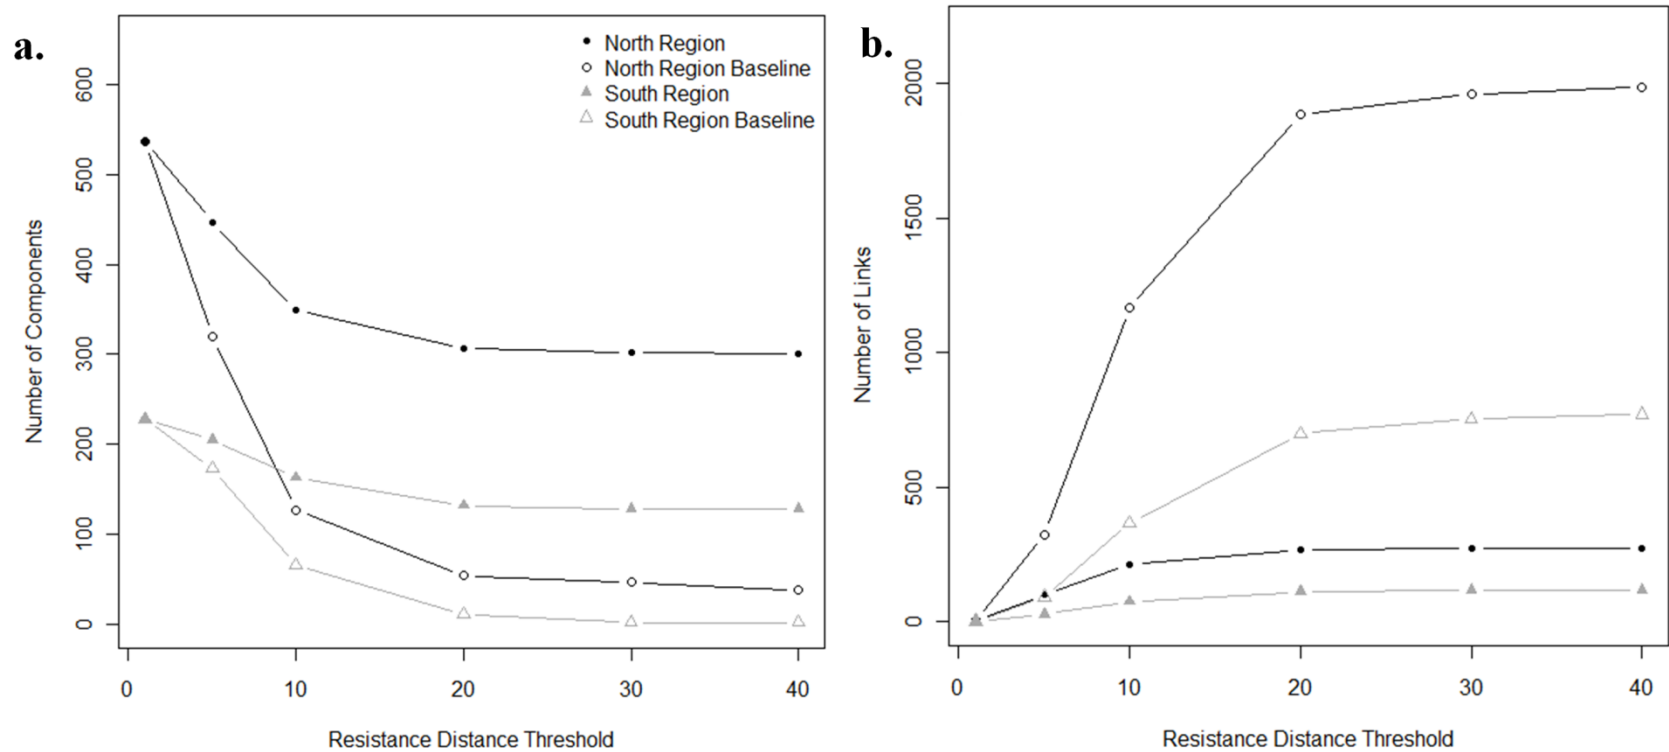 a.
North Region
North Region Baseline
South Region
South Region Baseline
Number of Components
600
500
400
300
200
100
0
0 10 20 30 40
Resistance Distance Threshold
b.
Number of Links
2000
1500
1000
500
0
0 10 20 30 40
Resistance Distance Threshold